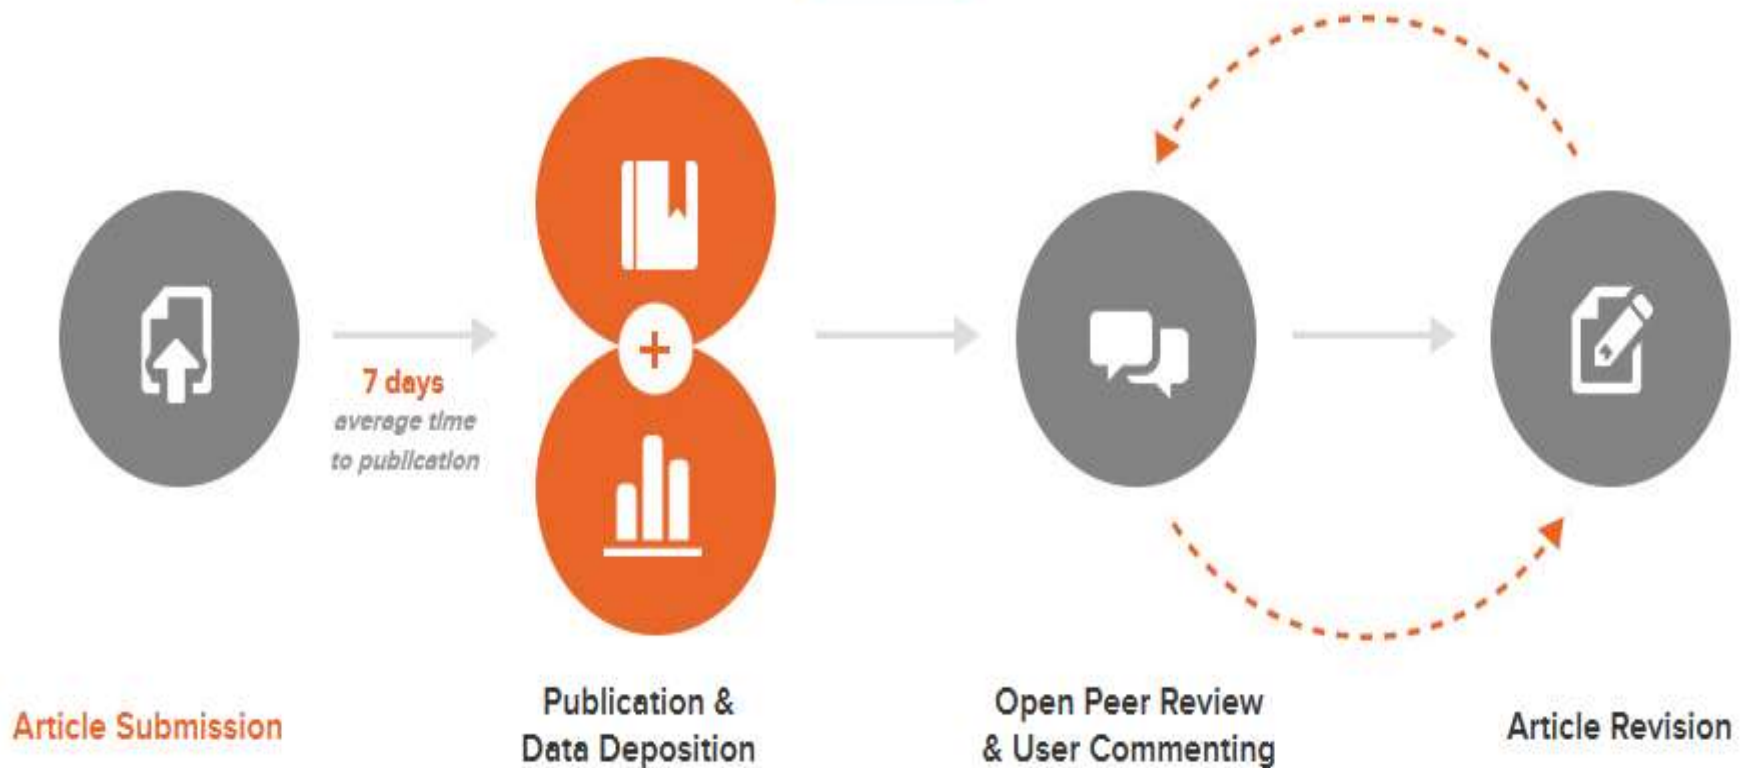 7 days
average time
to publication
Article Submission
Publication &
Data Deposition
Open Peer Review
& User Commenting
Article Revision